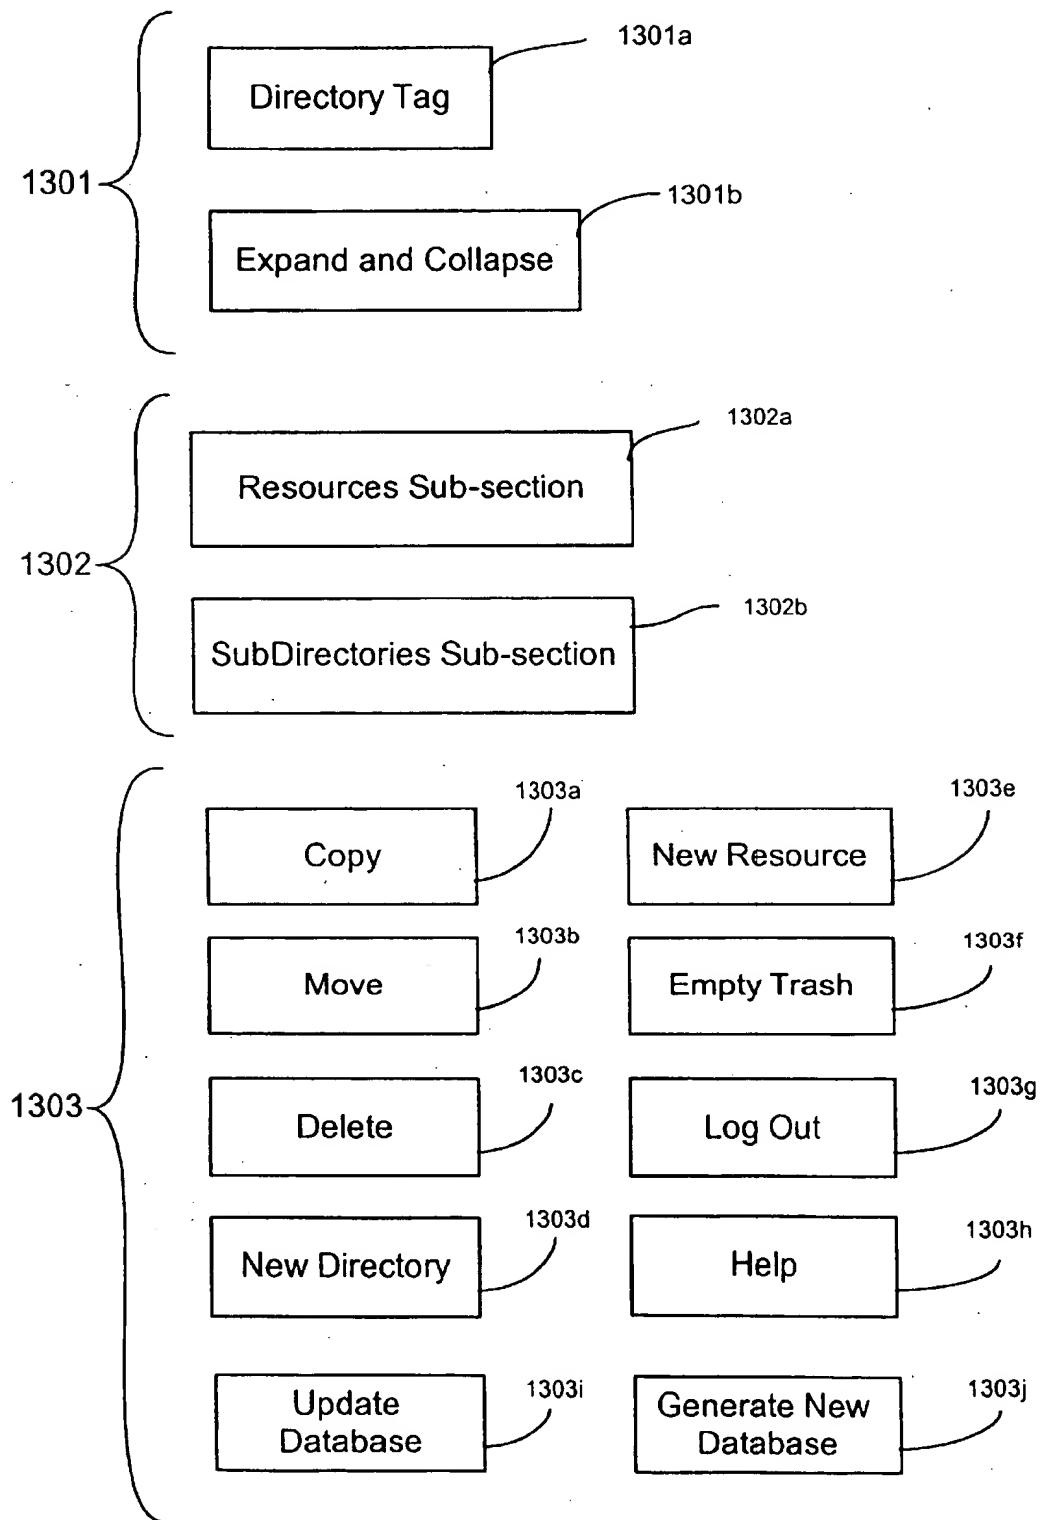 1301a
Directory Tag
1301
1301b
Expand and Collapse
1302a
Resources Sub-section
1302
1302b
SubDirectories Sub-section
1303a
1303e
Copy
New Resource
1303b
1303f
Move
Empty Trash
1303c
1303g
1303
Delete
Log Out
1303d
1303h
New Directory
Help
1303i
1303j
Update
Database
Generate New
Database